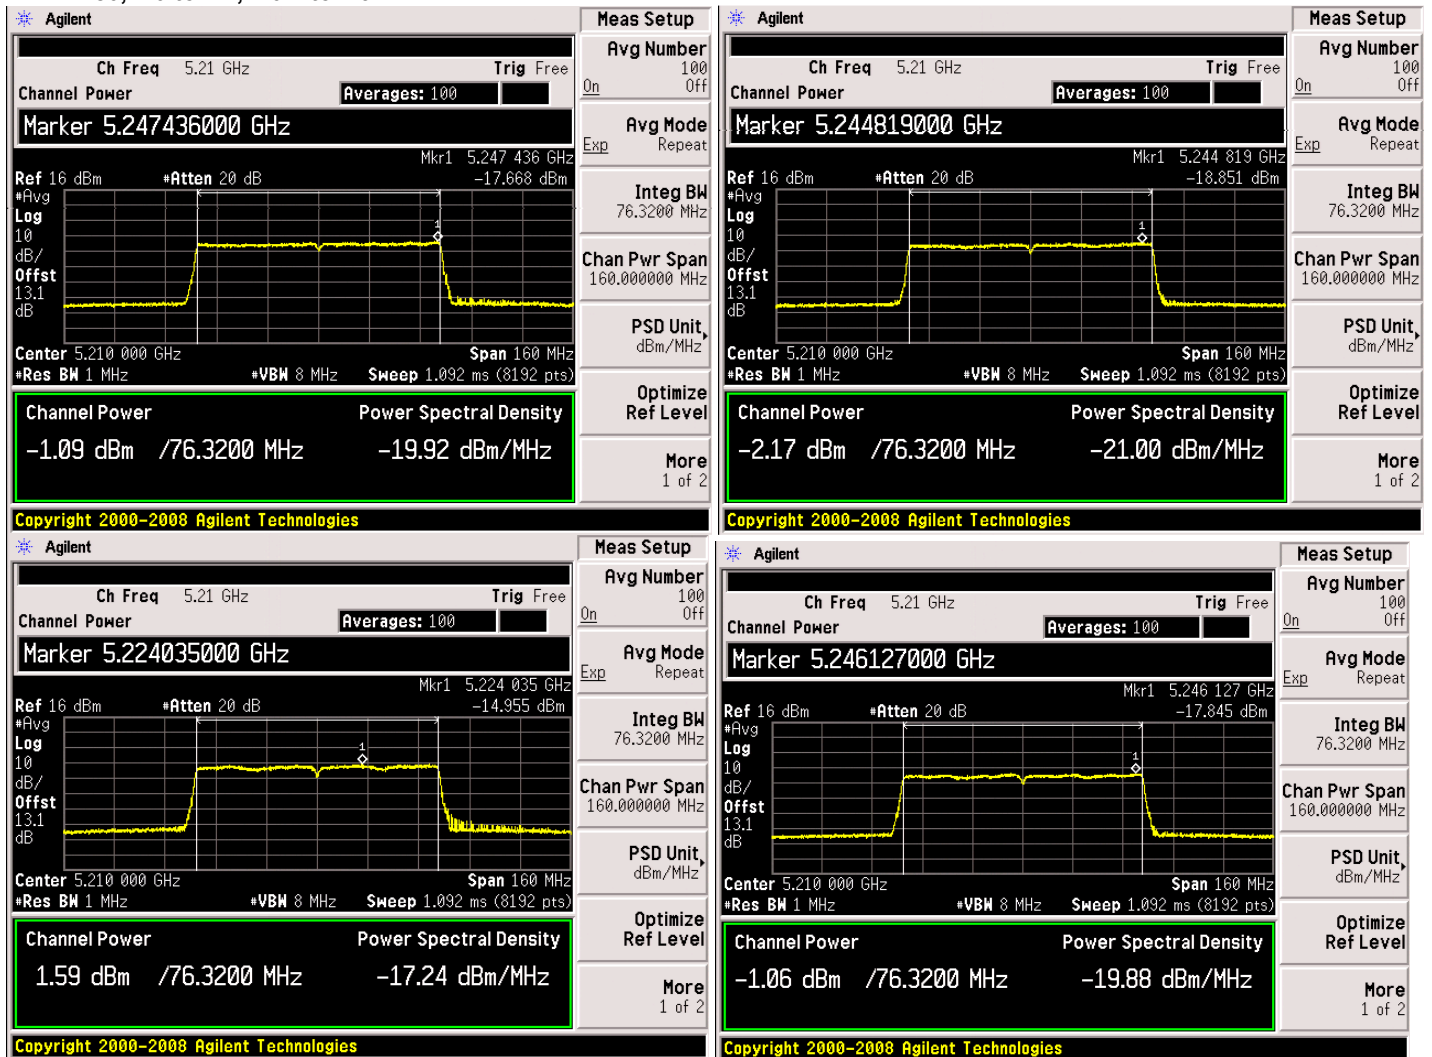 Agilent
Meas Setup
Ch Freq 5.21 GHz Trig Free
Channel Power Averages: 100
Marker 5.247436000 GHz
Mkr1 5.247 436 GHz
Ref 16 dBm #Atten 20 dB -17.668 dBm
#Avg
Log
10
dB/
Offst
13.1
dB
1
Center 5.210 000 GHz Span 160 MHz
#Res BW 1 MHz #VBW 8 MHz Sweep 1.092 ms (8192 pts)
Channel Power Power Spectral Density
-1.09 dBm /76.3200 MHz -19.92 dBm/MHz
Avg Number
100
On Off
Avg Mode
Exp Repeat
Integ BW
76.3200 MHz
Chan Pwr Span
160.000000 MHz
PSD Unit
dBm/MHz
Optimize
Ref Level
More
1 of 2
Copyright 2000-2008 Agilent Technologies
Agilent
Meas Setup
Ch Freq 5.21 GHz Trig Free
Channel Power Averages: 100
Marker 5.244819000 GHz
Mkr1 5.244 819 GHz
Ref 16 dBm #Atten 20 dB -18.851 dBm
#Avg
Log
10
dB/
Offst
13.1
dB
1
Center 5.210 000 GHz Span 160 MHz
#Res BW 1 MHz #VBW 8 MHz Sweep 1.092 ms (8192 pts)
Channel Power Power Spectral Density
-2.17 dBm /76.3200 MHz -21.00 dBm/MHz
Avg Number
100
On Off
Avg Mode
Exp Repeat
Integ BW
76.3200 MHz
Chan Pwr Span
160.000000 MHz
PSD Unit
dBm/MHz
Optimize
Ref Level
More
1 of 2
Copyright 2000-2008 Agilent Technologies
Agilent
Meas Setup
Ch Freq 5.21 GHz Trig Free
Channel Power Averages: 100
Marker 5.224035000 GHz
Mkr1 5.224 035 GHz
Ref 16 dBm #Atten 20 dB -14.955 dBm
#Avg
Log
10
dB/
Offst
13.1
dB
1
Center 5.210 000 GHz Span 160 MHz
#Res BW 1 MHz #VBW 8 MHz Sweep 1.092 ms (8192 pts)
Channel Power Power Spectral Density
1.59 dBm /76.3200 MHz -17.24 dBm/MHz
Avg Number
100
On Off
Avg Mode
Exp Repeat
Integ BW
76.3200 MHz
Chan Pwr Span
160.000000 MHz
PSD Unit
dBm/MHz
Optimize
Ref Level
More
1 of 2
Copyright 2000-2008 Agilent Technologies
Agilent
Meas Setup
Ch Freq 5.21 GHz Trig Free
Channel Power Averages: 100
Marker 5.246127000 GHz
Mkr1 5.246 127 GHz
Ref 16 dBm #Atten 20 dB -17.845 dBm
#Avg
Log
10
dB/
Offst
13.1
dB
1
Center 5.210 000 GHz Span 160 MHz
#Res BW 1 MHz #VBW 8 MHz Sweep 1.092 ms (8192 pts)
Channel Power Power Spectral Density
-1.06 dBm /76.3200 MHz -19.88 dBm/MHz
Avg Number
100
On Off
Avg Mode
Exp Repeat
Integ BW
76.3200 MHz
Chan Pwr Span
160.000000 MHz
PSD Unit
dBm/MHz
Optimize
Ref Level
More
1 of 2
Copyright 2000-2008 Agilent Technologies